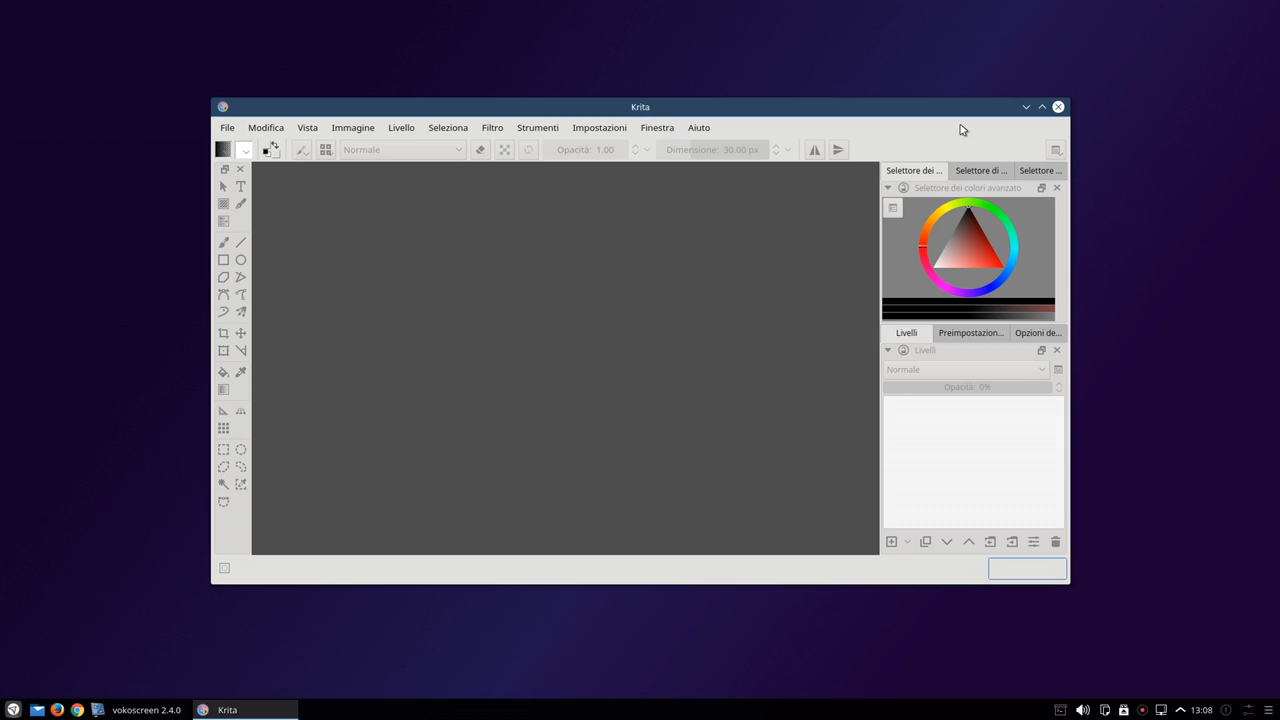 Krita
File Modifica Vista Immagine Livello Seleziona Filtro Strumenti Impostazioni Finestra Aiuto
Normale Opacità: 1.00 Dimensione: 30.00 px
Selettore dei ... Selettore di ... Selettore ...
Selettore dei colori avanzato
Livelli Preimpostazion... Opzioni de...
Livelli
Normale
Opacità: 0%
vokoscreen 2.4.0 Krita 13:08